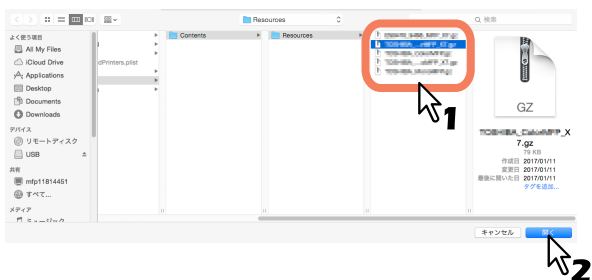 Resources
検索
よく使う項目
All My Files
iCloud Drive
Applications
Desktop
Documents
Downloads
デバイス
リモートディスク
USB
共有
mfp11814451
すべて...
メディア
dPrinters.plist
Contents
Resources
1
GZ
7.gz
79 KB
作成日 2017/01/11
変更日 2017/01/11
最後に開いた日 2017/01/11
タグを追加...
キャンセル
開く
2